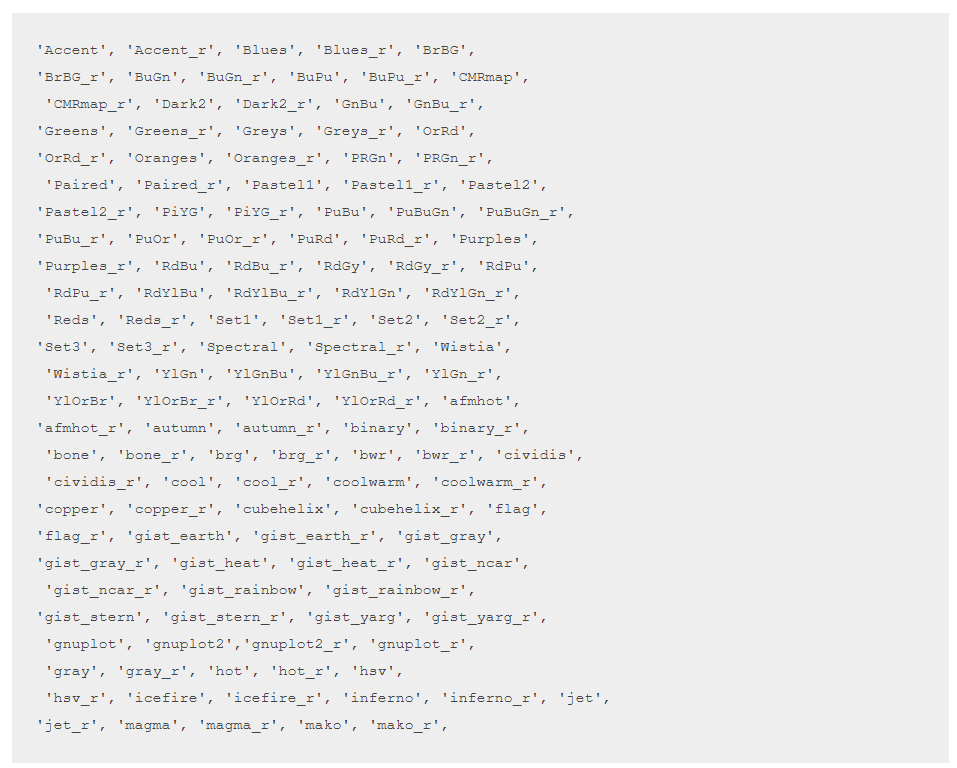 'Accent', 'Accent_r', 'Blues', 'Blues_r', 'BrBG',
'BrBG_r', 'BuGn', 'BuGn_r', 'BuPu', 'BuPu_r', 'CMRmap',
'CMRmap_r', 'Dark2', 'Dark2_r', 'GnBu', 'GnBu_r',
'Greens', 'Greens_r', 'Greys', 'Greys_r', 'OrRd',
'OrRd_r', 'Oranges', 'Oranges_r', 'PRGn', 'PRGn_r',
'Paired', 'Paired_r', 'Pastel1', 'Pastel1_r', 'Pastel2',
'Pastel2_r', 'PiYG', 'PiYG_r', 'PuBu', 'PuBuGn', 'PuBuGn_r',
'PuBu_r', 'PuOr', 'PuOr_r', 'PuRd', 'PuRd_r', 'Purples',
'Purples_r', 'RdBu', 'RdBu_r', 'RdGy', 'RdGy_r', 'RdPu',
'RdPu_r', 'RdYlBu', 'RdYlBu_r', 'RdYlGn', 'RdYlGn_r',
'Reds', 'Reds_r', 'Set1', 'Set1_r', 'Set2', 'Set2_r',
'Set3', 'Set3_r', 'Spectral', 'Spectral_r', 'Wistia',
'Wistia_r', 'YlGn', 'YlGnBu', 'YlGnBu_r', 'YlGn_r',
'YlOrBr', 'YlOrBr_r', 'YlOrRd', 'YlOrRd_r', 'afmhot',
'afmhot_r', 'autumn', 'autumn_r', 'binary', 'binary_r',
'bone', 'bone_r', 'brg', 'brg_r', 'bwr', 'bwr_r', 'cividis',
'cividis_r', 'cool', 'cool_r', 'coolwarm', 'coolwarm_r',
'copper', 'copper_r', 'cubehelix', 'cubehelix_r', 'flag',
'flag_r', 'gist_earth', 'gist_earth_r', 'gist_gray',
'gist_gray_r', 'gist_heat', 'gist_heat_r', 'gist_ncar',
'gist_ncar_r', 'gist_rainbow', 'gist_rainbow_r',
'gist_stern', 'gist_stern_r', 'gist_yarg', 'gist_yarg_r',
'gnuplot', 'gnuplot2','gnuplot2_r', 'gnuplot_r',
'gray', 'gray_r', 'hot', 'hot_r', 'hsv',
'hsv_r', 'icefire', 'icefire_r', 'inferno', 'inferno_r', 'jet',
'jet_r', 'magma', 'magma_r', 'mako', 'mako_r',